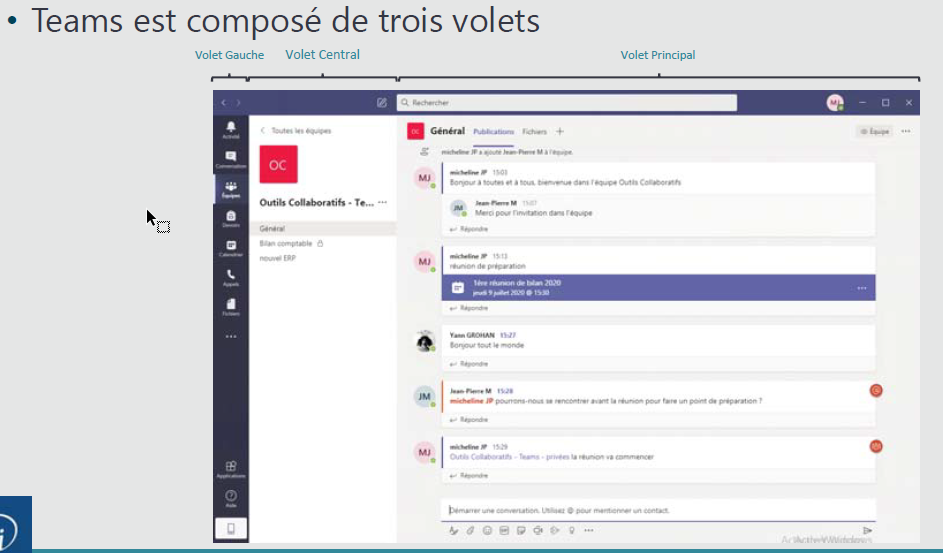 • Teams est composé de trois volets
Volet Gauche Volet Central Volet Principal
Rechercher
MJ
Activité
Conversation
Équipes
Devoirs
Calendrier
Appels
Fichiers
Applications
Aide
Toutes les équipes
OC
Outils Collaboratifs - Te... ...
Général
Bilan comptable
nouvel ERP
OC Général Publications Fichiers + Équipe ...
micheline JP a ajouté Jean-Pierre M à l'équipe.
MJ
micheline JP 15:03
Bonjour à toutes et à tous, bienvenue dans l'équipe Outils Collaboratifs
JM
Jean-Pierre M 15:07
Merci pour l'invitation dans l'équipe
Répondre
MJ
micheline JP 15:13
réunion de préparation
1ère réunion de bilan 2020
jeudi 9 juillet 2020 @ 15:30
...
Répondre
Yann GROHAN 15:27
Bonjour tout le monde
Répondre
JM
Jean-Pierre M 15:28
micheline JP pourrons-nous se rencontrer avant la réunion pour faire un point de préparation ?
Répondre
MJ
micheline JP 15:29
Outils Collaboratifs - Teams - privées la réunion va commencer
Répondre
Démarrer une conversation. Utilisez @ pour mentionner un contact.